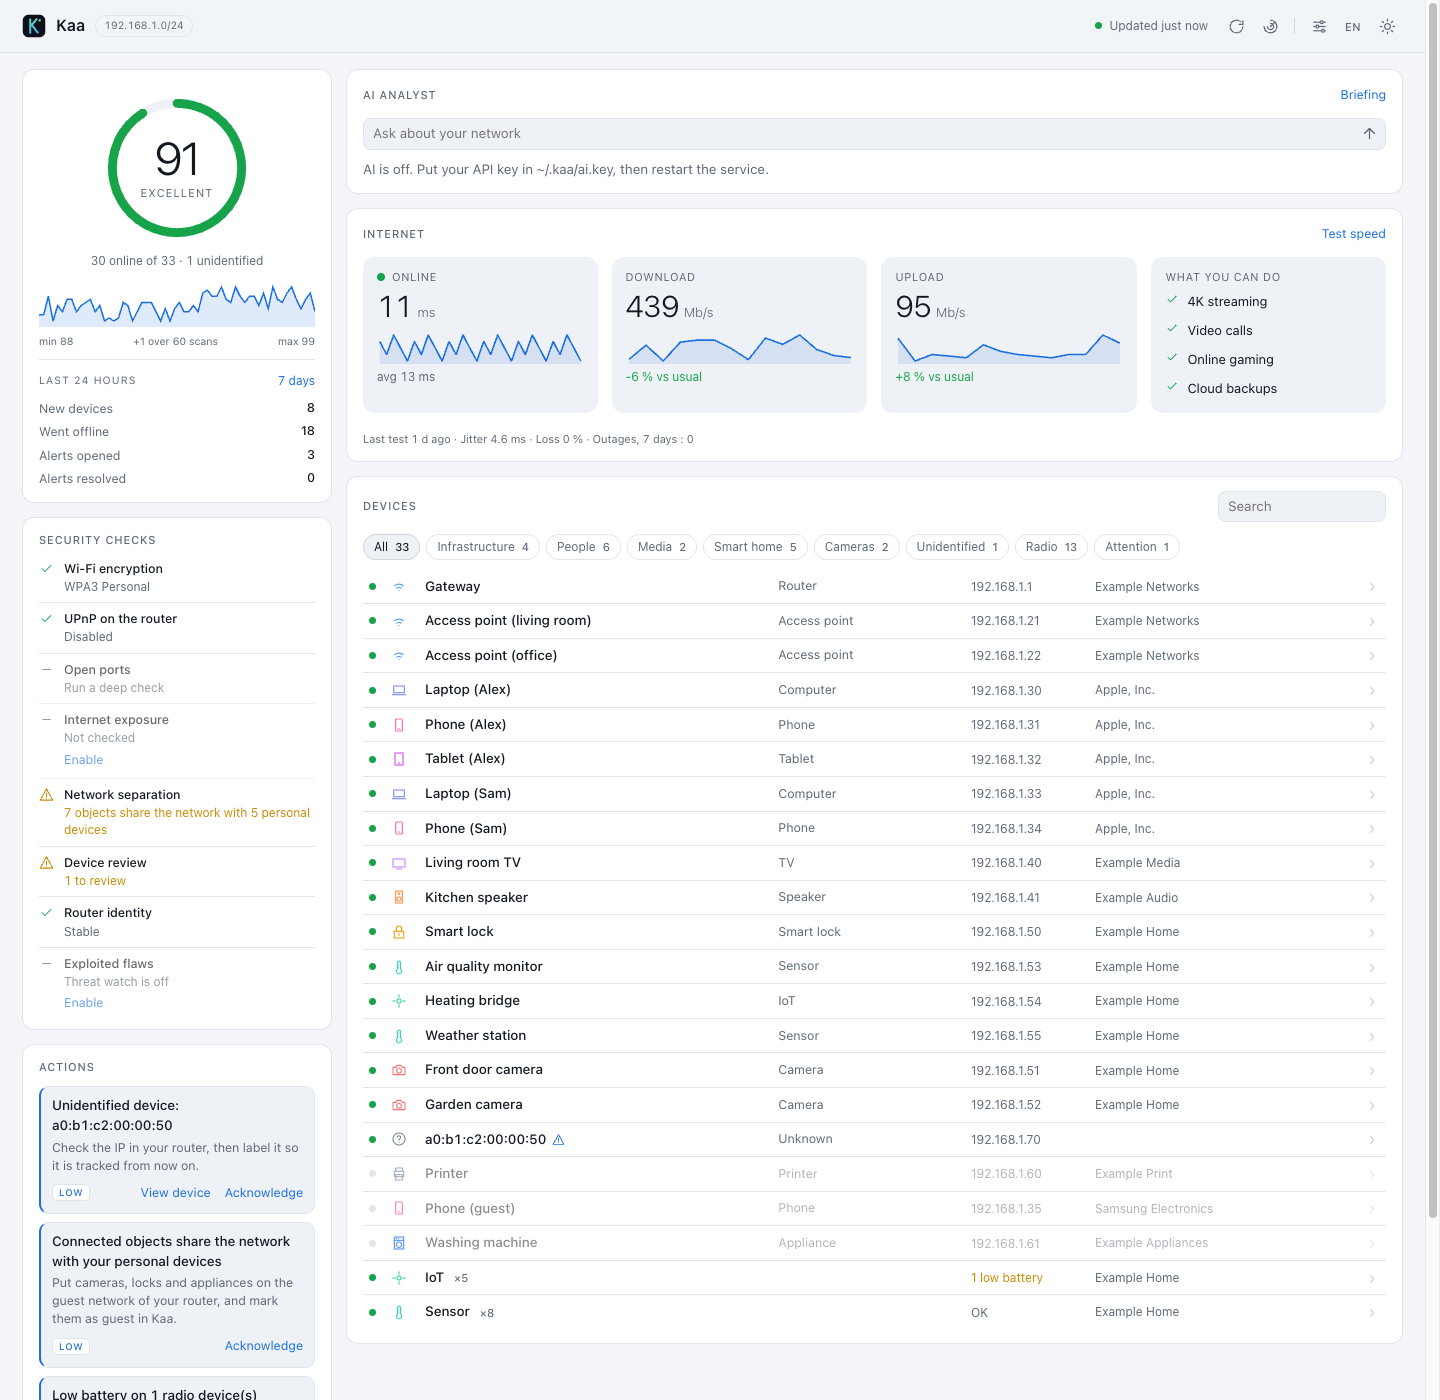 Kaa
192.168.1.0/24
Updated just now
EN
91
EXCELLENT
30 online of 33 · 1 unidentified
min 88
+1 over 60 scans
max 99
LAST 24 HOURS
7 days
New devices
8
Went offline
18
Alerts opened
3
Alerts resolved
0
SECURITY CHECKS
Wi-Fi encryption
WPA3 Personal
UPnP on the router
Disabled
Open ports
Run a deep check
Internet exposure
Not checked
Enable
Network separation
7 objects share the network with 5 personal
devices
Device review
1 to review
Router identity
Stable
Exploited flaws
Threat watch is off
Enable
ACTIONS
Unidentified device:
a0:b1:c2:00:00:50
Check the IP in your router, then label it so
it is tracked from now on.
LOW
View device
Acknowledge
Connected objects share the network
with your personal devices
Put cameras, locks and appliances on the
guest network of your router, and mark
them as guest in Kaa.
LOW
Acknowledge
Low battery on 1 radio device(s)
AI ANALYST
Briefing
Ask about your network
AI is off. Put your API key in ~/.kaa/ai.key, then restart the service.
INTERNET
Test speed
ONLINE
11 ms
avg 13 ms
DOWNLOAD
439 Mb/s
-6 % vs usual
UPLOAD
95 Mb/s
+8 % vs usual
WHAT YOU CAN DO
4K streaming
Video calls
Online gaming
Cloud backups
Last test 1 d ago · Jitter 4.6 ms · Loss 0 % · Outages, 7 days : 0
DEVICES
Search
All 33
Infrastructure 4
People 6
Media 2
Smart home 5
Cameras 2
Unidentified 1
Radio 13
Attention 1
Gateway Router 192.168.1.1 Example Networks
Access point (living room) Access point 192.168.1.21 Example Networks
Access point (office) Access point 192.168.1.22 Example Networks
Laptop (Alex) Computer 192.168.1.30 Apple, Inc.
Phone (Alex) Phone 192.168.1.31 Apple, Inc.
Tablet (Alex) Tablet 192.168.1.32 Apple, Inc.
Laptop (Sam) Computer 192.168.1.33 Apple, Inc.
Phone (Sam) Phone 192.168.1.34 Apple, Inc.
Living room TV TV 192.168.1.40 Example Media
Kitchen speaker Speaker 192.168.1.41 Example Audio
Smart lock Smart lock 192.168.1.50 Example Home
Air quality monitor Sensor 192.168.1.53 Example Home
Heating bridge IoT 192.168.1.54 Example Home
Weather station Sensor 192.168.1.55 Example Home
Front door camera Camera 192.168.1.51 Example Home
Garden camera Camera 192.168.1.52 Example Home
a0:b1:c2:00:00:50 Unknown 192.168.1.70
Printer Printer 192.168.1.60 Example Print
Phone (guest) Phone 192.168.1.35 Samsung Electronics
Washing machine Appliance 192.168.1.61 Example Appliances
IoT ×5 1 low battery Example Home
Sensor ×8 OK Example Home